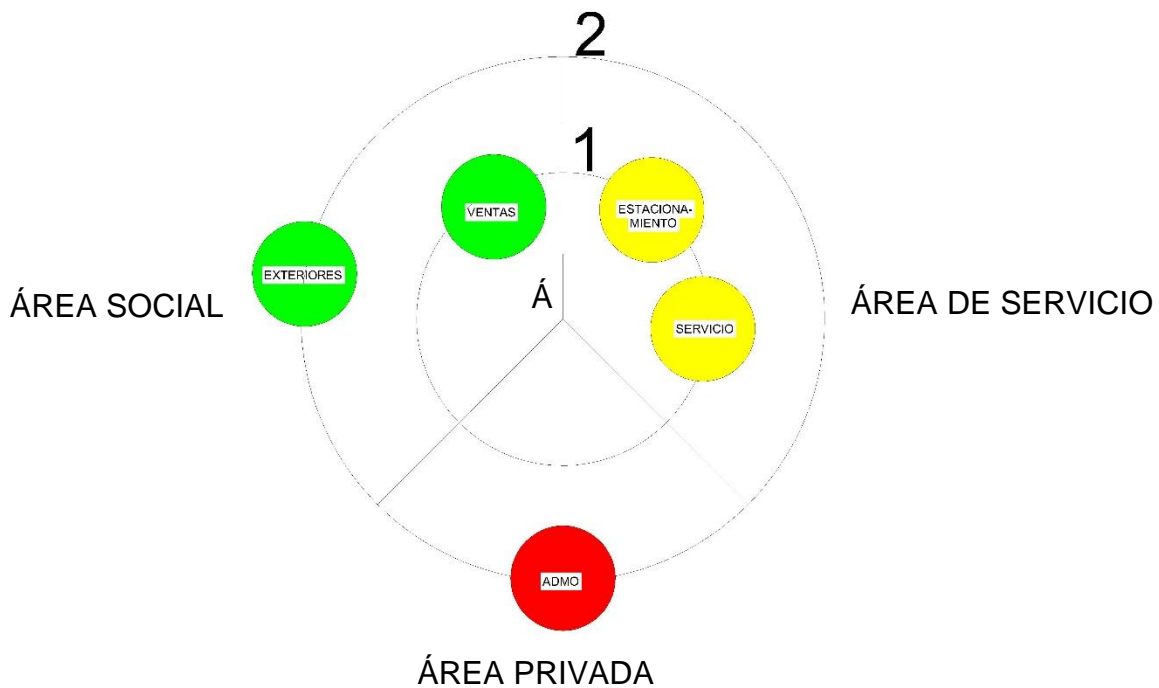 2
1
VENTAS
ESTACIONA-
MIENTO
EXTERIORES
ÁREA SOCIAL
Á
ÁREA DE SERVICIO
SERVICIO
ADMO
ÁREA PRIVADA